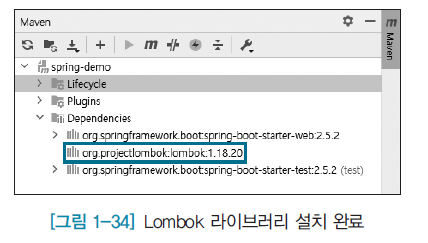 Maven
spring-demo
Lifecycle
Plugins
Dependencies
org.springframework.boot:spring-boot-starter-web:2.5.2
org.projectlombok:lombok:1.18.20
org.springframework.boot:spring-boot-starter-test:2.5.2 (test)
m
Maven
[그림 1-34] Lombok 라이브러리 설치 완료